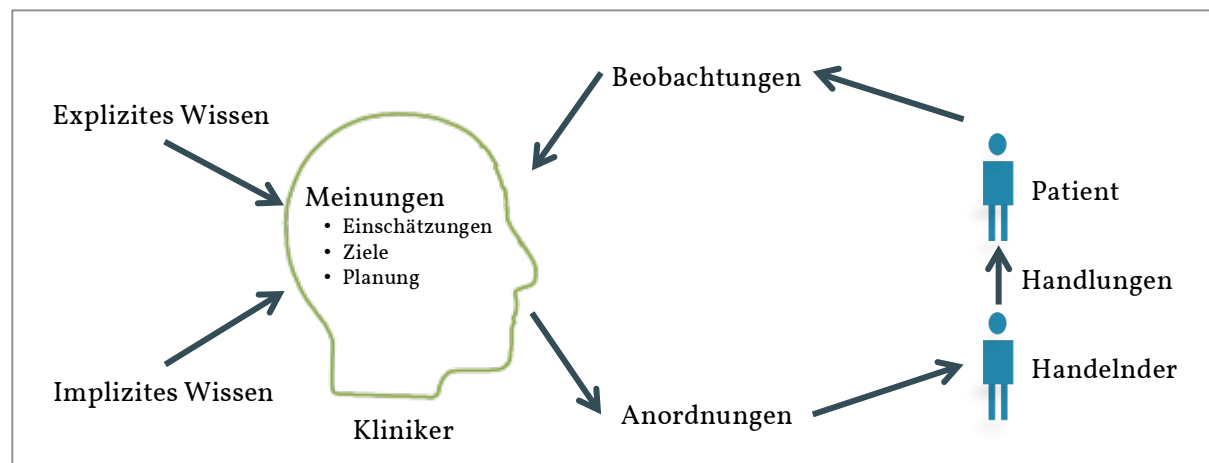 Explizites Wissen
Implizites Wissen
Meinungen
• Einschätzungen
• Ziele
• Planung
Kliniker
Beobachtungen
Anordnungen
Patient
Handlungen
Handelnder